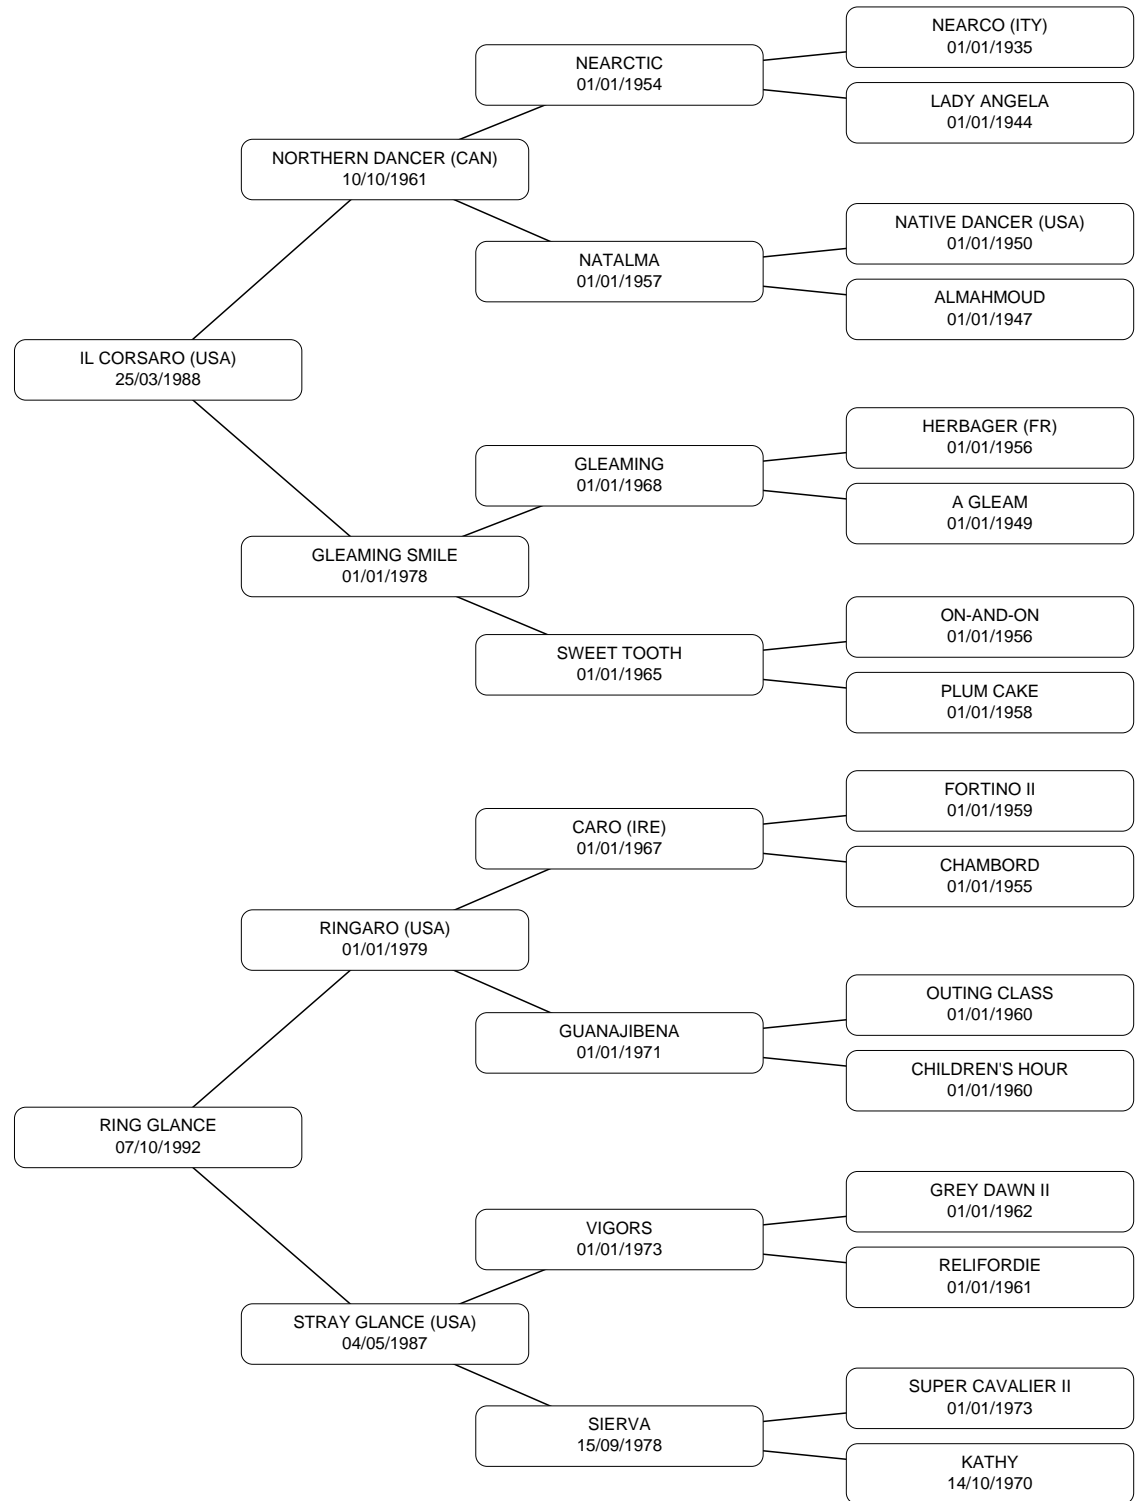 NEARCO (ITY)
01/01/1935
NEARCTIC
01/01/1954
LADY ANGELA
01/01/1944
NORTHERN DANCER (CAN)
10/10/1961
NATIVE DANCER (USA)
01/01/1950
NATALMA
01/01/1957
ALMAHMOUD
01/01/1947
IL CORSARO (USA)
25/03/1988
HERBAGER (FR)
01/01/1956
GLEAMING
01/01/1968
A GLEAM
01/01/1949
GLEAMING SMILE
01/01/1978
ON-AND-ON
01/01/1956
SWEET TOOTH
01/01/1965
PLUM CAKE
01/01/1958
FORTINO II
01/01/1959
CARO (IRE)
01/01/1967
CHAMBORD
01/01/1955
RINGARO (USA)
01/01/1979
OUTING CLASS
01/01/1960
GUANAJIBENA
01/01/1971
CHILDREN'S HOUR
01/01/1960
RING GLANCE
07/10/1992
GREY DAWN II
01/01/1962
VIGORS
01/01/1973
RELIFORDIE
01/01/1961
STRAY GLANCE (USA)
04/05/1987
SUPER CAVALIER II
01/01/1973
SIERVA
15/09/1978
KATHY
14/10/1970